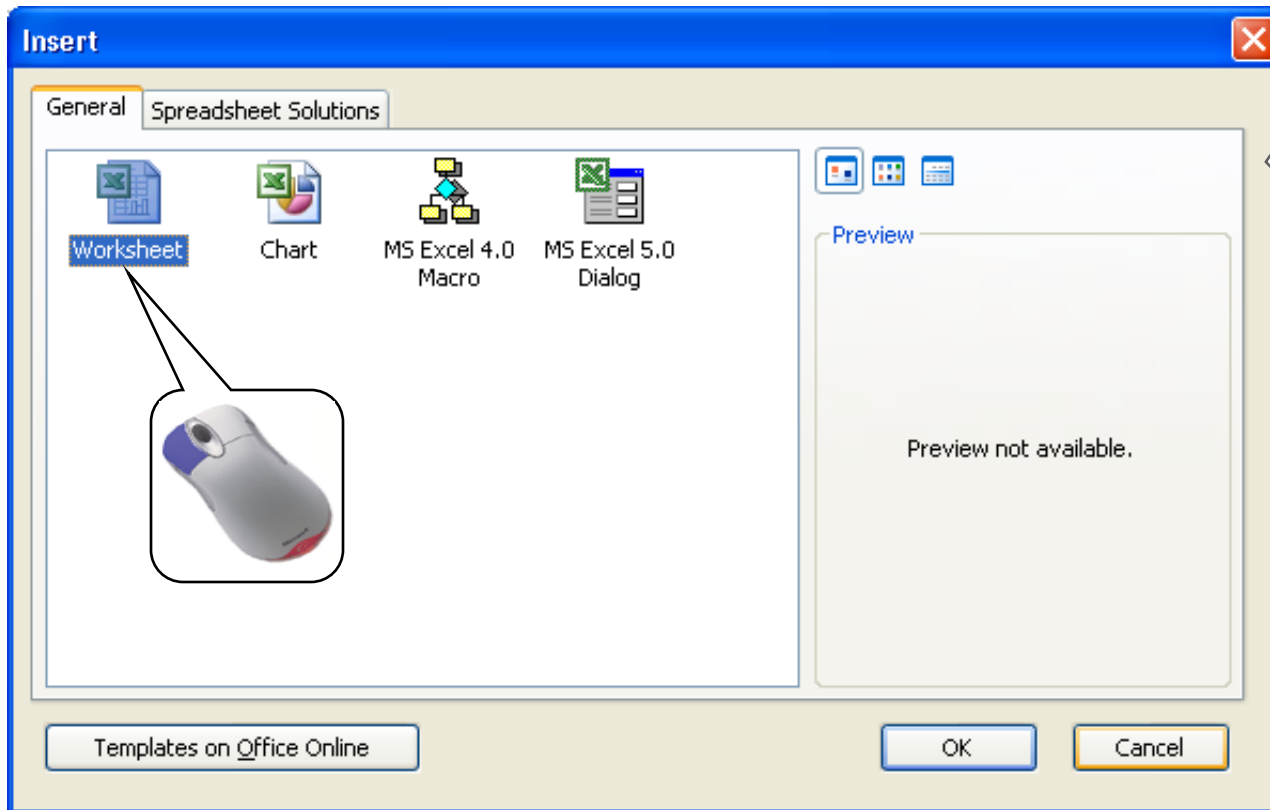 Insert
General
Spreadsheet Solutions
Worksheet
Chart
MS Excel 4.0
Macro
MS Excel 5.0
Dialog
Preview
Preview not available.
Templates on Office Online
OK
Cancel